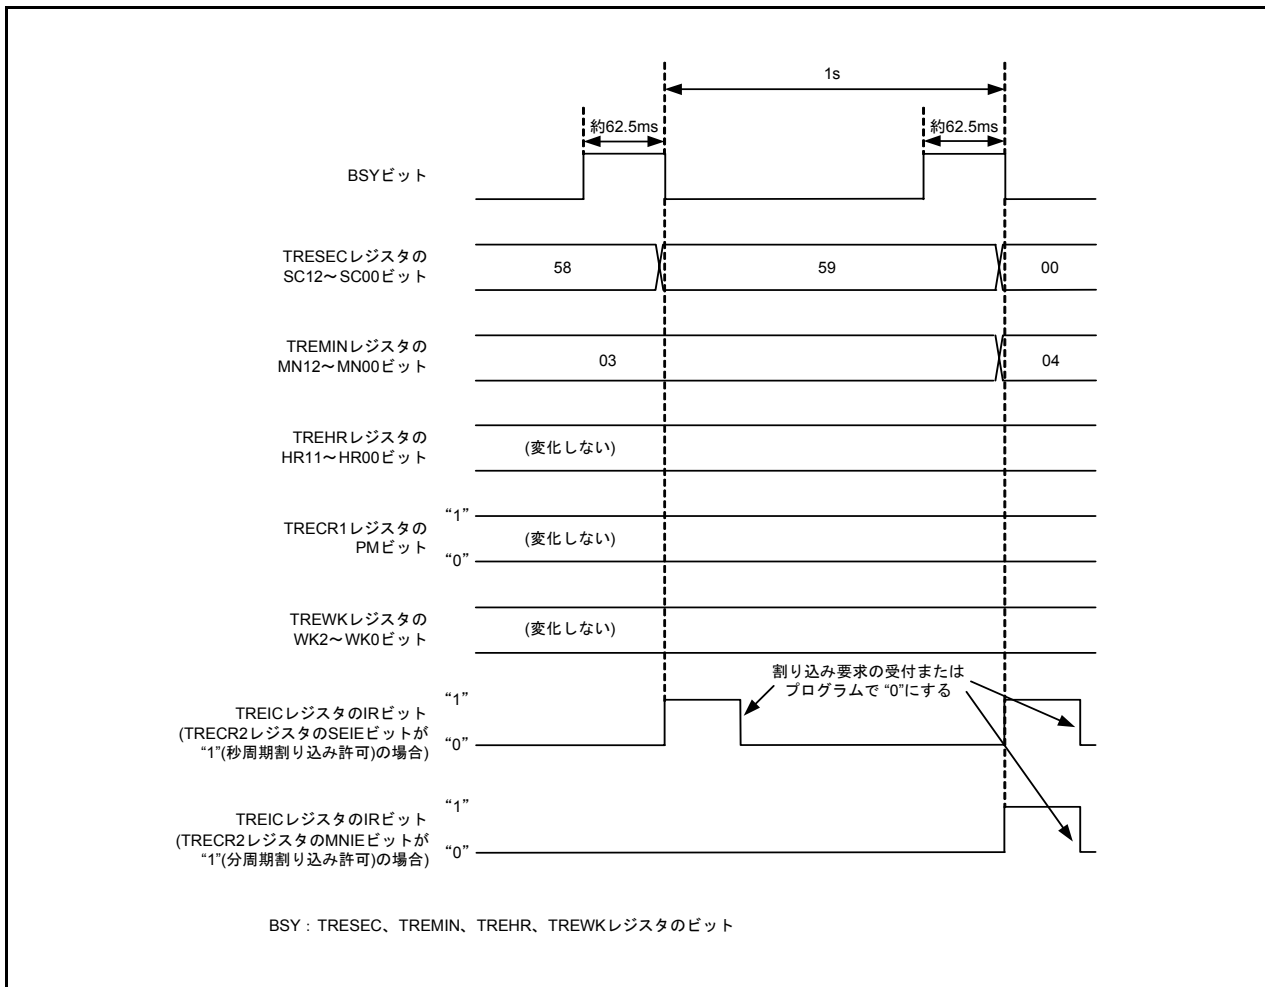 1s
約62.5ms
約62.5ms
BSYビット
TRESECレジスタの
SC12～SC00ビット
58
59
00
TREMINレジスタの
MN12～MN00ビット
03
04
TREHRレジスタの
HR11～HR00ビット
(変化しない)
TRECR1レジスタの
PMビット
“1”
“0”
(変化しない)
TREWKレジスタの
WK2～WK0ビット
(変化しない)
割り込み要求の受付または
プログラムで “0”にする
TREICレジスタのIRビット
(TRECR2レジスタのSEIEビットが
“1”(秒周期割り込み許可)の場合)
“1”
“0”
TREICレジスタのIRビット
(TRECR2レジスタのMNIEビットが
“1”(分周期割り込み許可)の場合)
“1”
“0”
BSY : TRESEC、TREMIN、TREHR、TREWKレジスタのビット